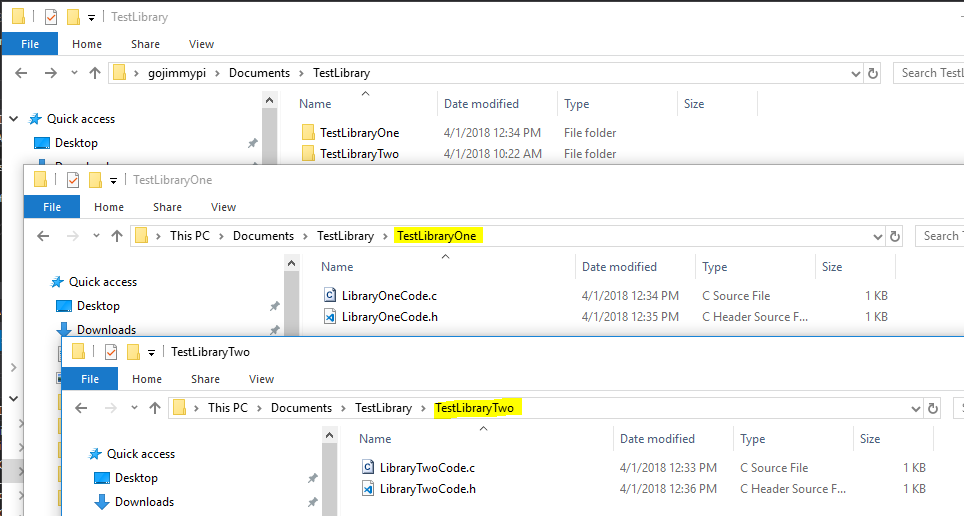 TestLibrary
File Home Share View
gojimmypi Documents TestLibrary Search TestL
Name Date modified Type Size
Quick access
TestLibraryOne 4/1/2018 12:34 PM File folder
Desktop
TestLibraryTwo 4/1/2018 10:22 AM File folder
TestLibraryOne
File Home Share View
This PC Documents TestLibrary TestLibraryOne Search Test
Name Date modified Type Size
Quick access
LibraryOneCode.c 4/1/2018 12:34 PM C Source File 1 KB
Desktop
LibraryOneCode.h 4/1/2018 12:35 PM C Header Source F... 1 KB
Downloads
TestLibraryTwo
File Home Share View
This PC Documents TestLibrary TestLibraryTwo
Name Date modified Type Size
Quick access
LibraryTwoCode.c 4/1/2018 12:33 PM C Source File 1 KB
Desktop
LibraryTwoCode.h 4/1/2018 12:36 PM C Header Source F... 1 KB
Downloads